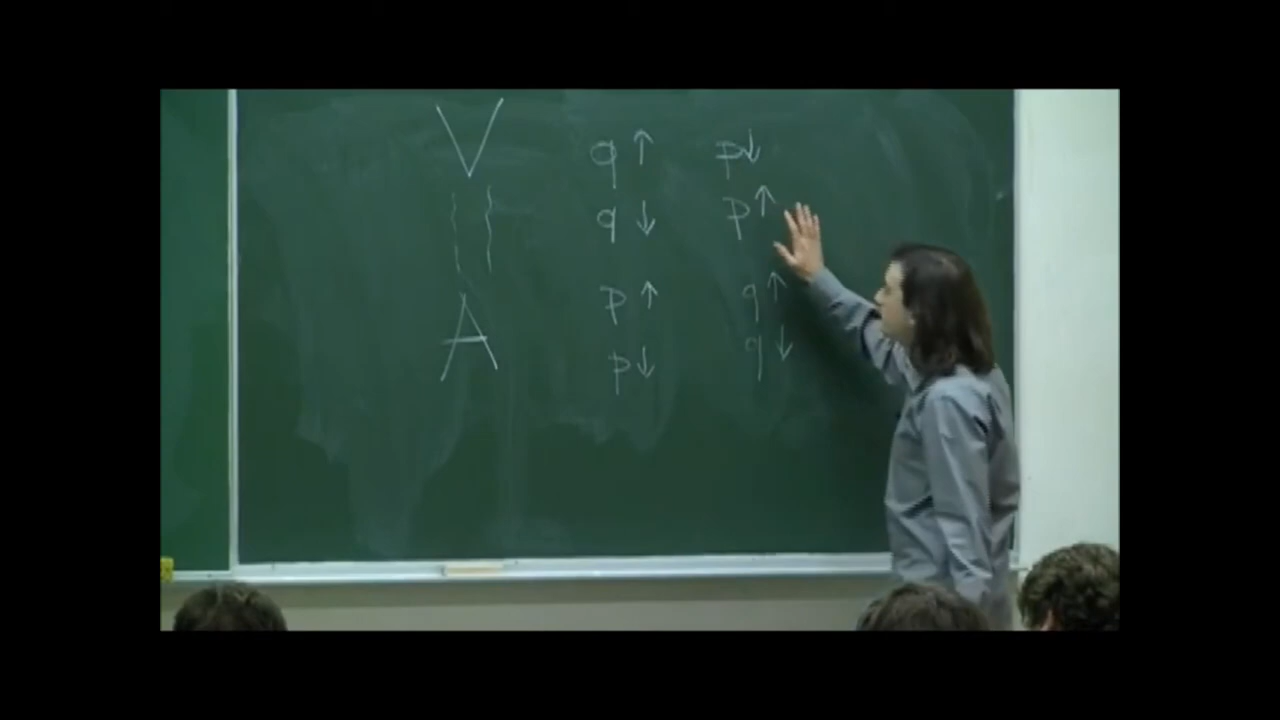 V q ↑ p ↓
q ↓ p ↑
p ↑ q ↑
A
p ↓ q ↓